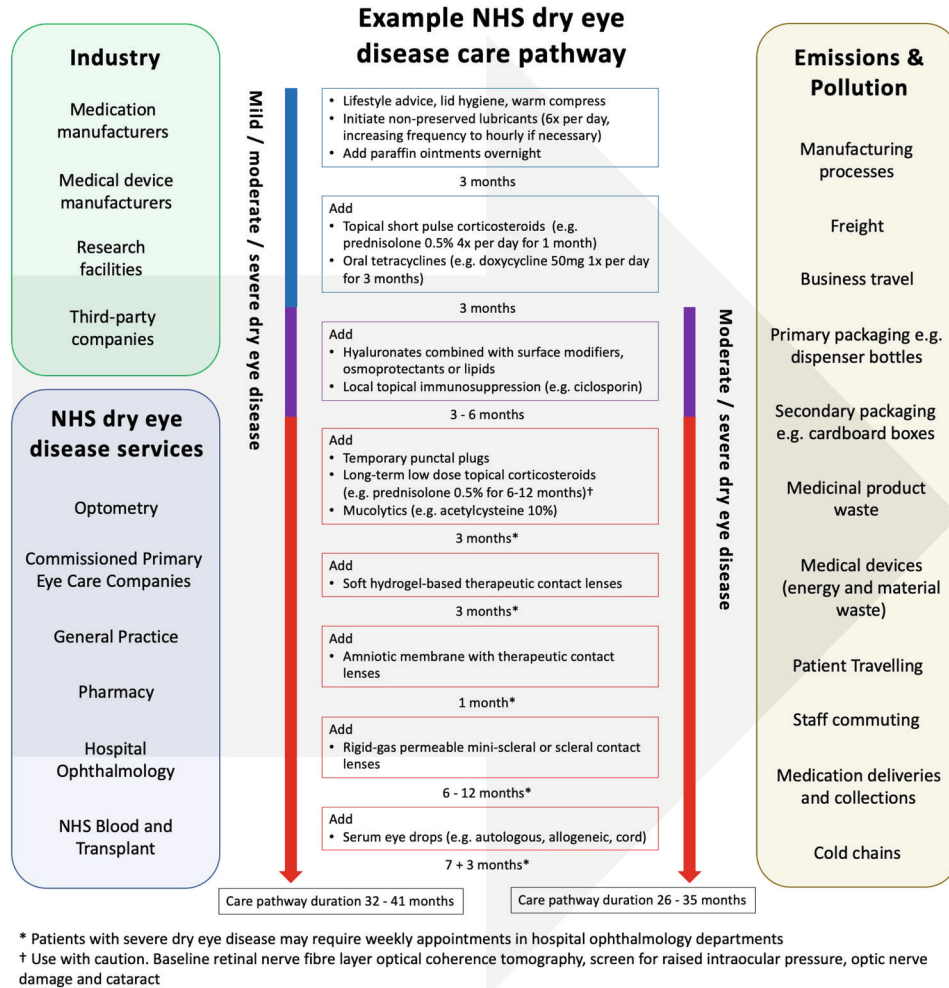 Example NHS dry eye
disease care pathway
Industry
Medication
manufacturers
Medical device
manufacturers
Research
facilities
Third-party
companies
NHS dry eye
disease services
Optometry
Commissioned Primary
Eye Care Companies
General Practice
Pharmacy
Hospital
Ophthalmology
NHS Blood and
Transplant
Mild / moderate / severe dry eye disease
• Lifestyle advice, lid hygiene, warm compress
• Initiate non-preserved lubricants (6x per day,
increasing frequency to hourly if necessary)
• Add paraffin ointments overnight
3 months
Add
• Topical short pulse corticosteroids (e.g.
prednisolone 0.5% 4x per day for 1 month)
• Oral tetracyclines (e.g. doxycycline 50mg 1x per day
for 3 months)
3 months
Add
• Hyaluronates combined with surface modifiers,
osmoprotectants or lipids
• Local topical immunosuppression (e.g. ciclosporin)
3 - 6 months
Add
• Temporary punctal plugs
• Long-term low dose topical corticosteroids
(e.g. prednisolone 0.5% for 6-12 months)†
• Mucolytics (e.g. acetylcysteine 10%)
3 months*
Add
• Soft hydrogel-based therapeutic contact lenses
3 months*
Add
• Amniotic membrane with therapeutic contact
lenses
1 month*
Add
• Rigid-gas permeable mini-scleral or scleral contact
lenses
6 - 12 months*
Add
• Serum eye drops (e.g. autologous, allogeneic, cord)
7 + 3 months*
Care pathway duration 32 - 41 months
Moderate / severe dry eye disease
Care pathway duration 26 - 35 months
Emissions &
Pollution
Manufacturing
processes
Freight
Business travel
Primary packaging e.g.
dispenser bottles
Secondary packaging
e.g. cardboard boxes
Medicinal product
waste
Medical devices
(energy and material
waste)
Patient Travelling
Staff commuting
Medication deliveries
and collections
Cold chains
* Patients with severe dry eye disease may require weekly appointments in hospital ophthalmology departments
† Use with caution. Baseline retinal nerve fibre layer optical coherence tomography, screen for raised intraocular pressure, optic nerve
damage and cataract